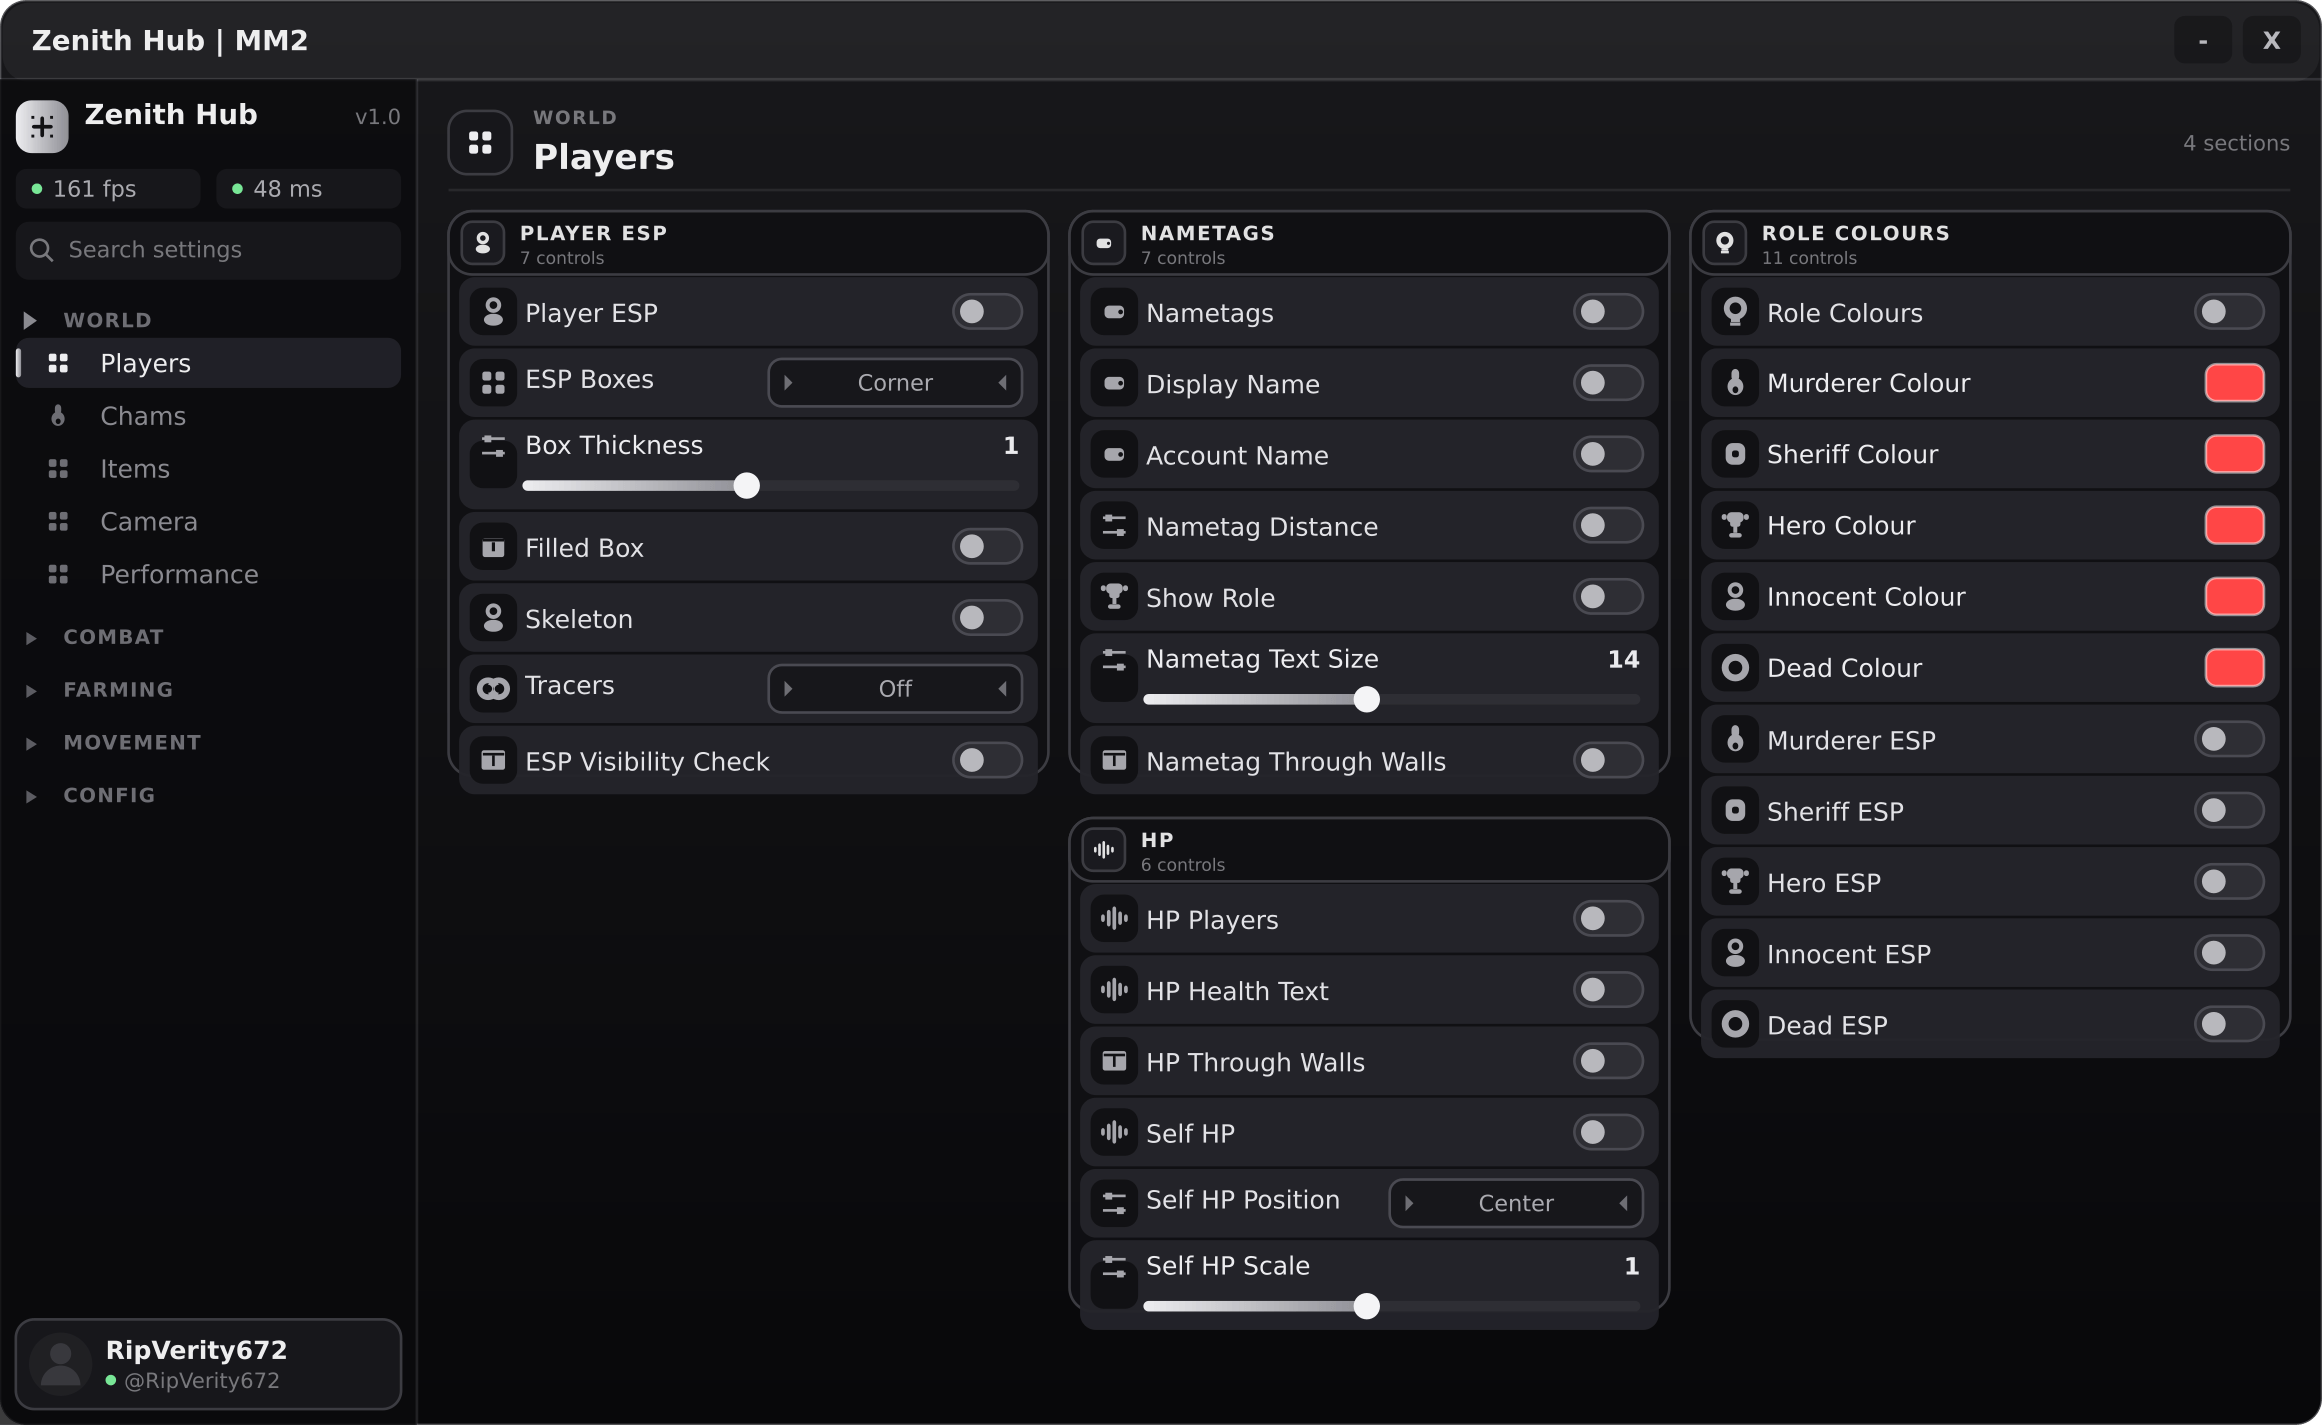 Zenith Hub | MM2
- X
Zenith Hub v1.0
161 fps 48 ms
Search settings
WORLD
Players
Chams
Items
Camera
Performance
COMBAT
FARMING
MOVEMENT
CONFIG
RipVerity672
@RipVerity672
WORLD
Players
4 sections
PLAYER ESP
7 controls
Player ESP
ESP Boxes Corner
Box Thickness 1
Filled Box
Skeleton
Tracers Off
ESP Visibility Check
NAMETAGS
7 controls
Nametags
Display Name
Account Name
Nametag Distance
Show Role
Nametag Text Size 14
Nametag Through Walls
HP
6 controls
HP Players
HP Health Text
HP Through Walls
Self HP
Self HP Position Center
Self HP Scale 1
ROLE COLOURS
11 controls
Role Colours
Murderer Colour
Sheriff Colour
Hero Colour
Innocent Colour
Dead Colour
Murderer ESP
Sheriff ESP
Hero ESP
Innocent ESP
Dead ESP